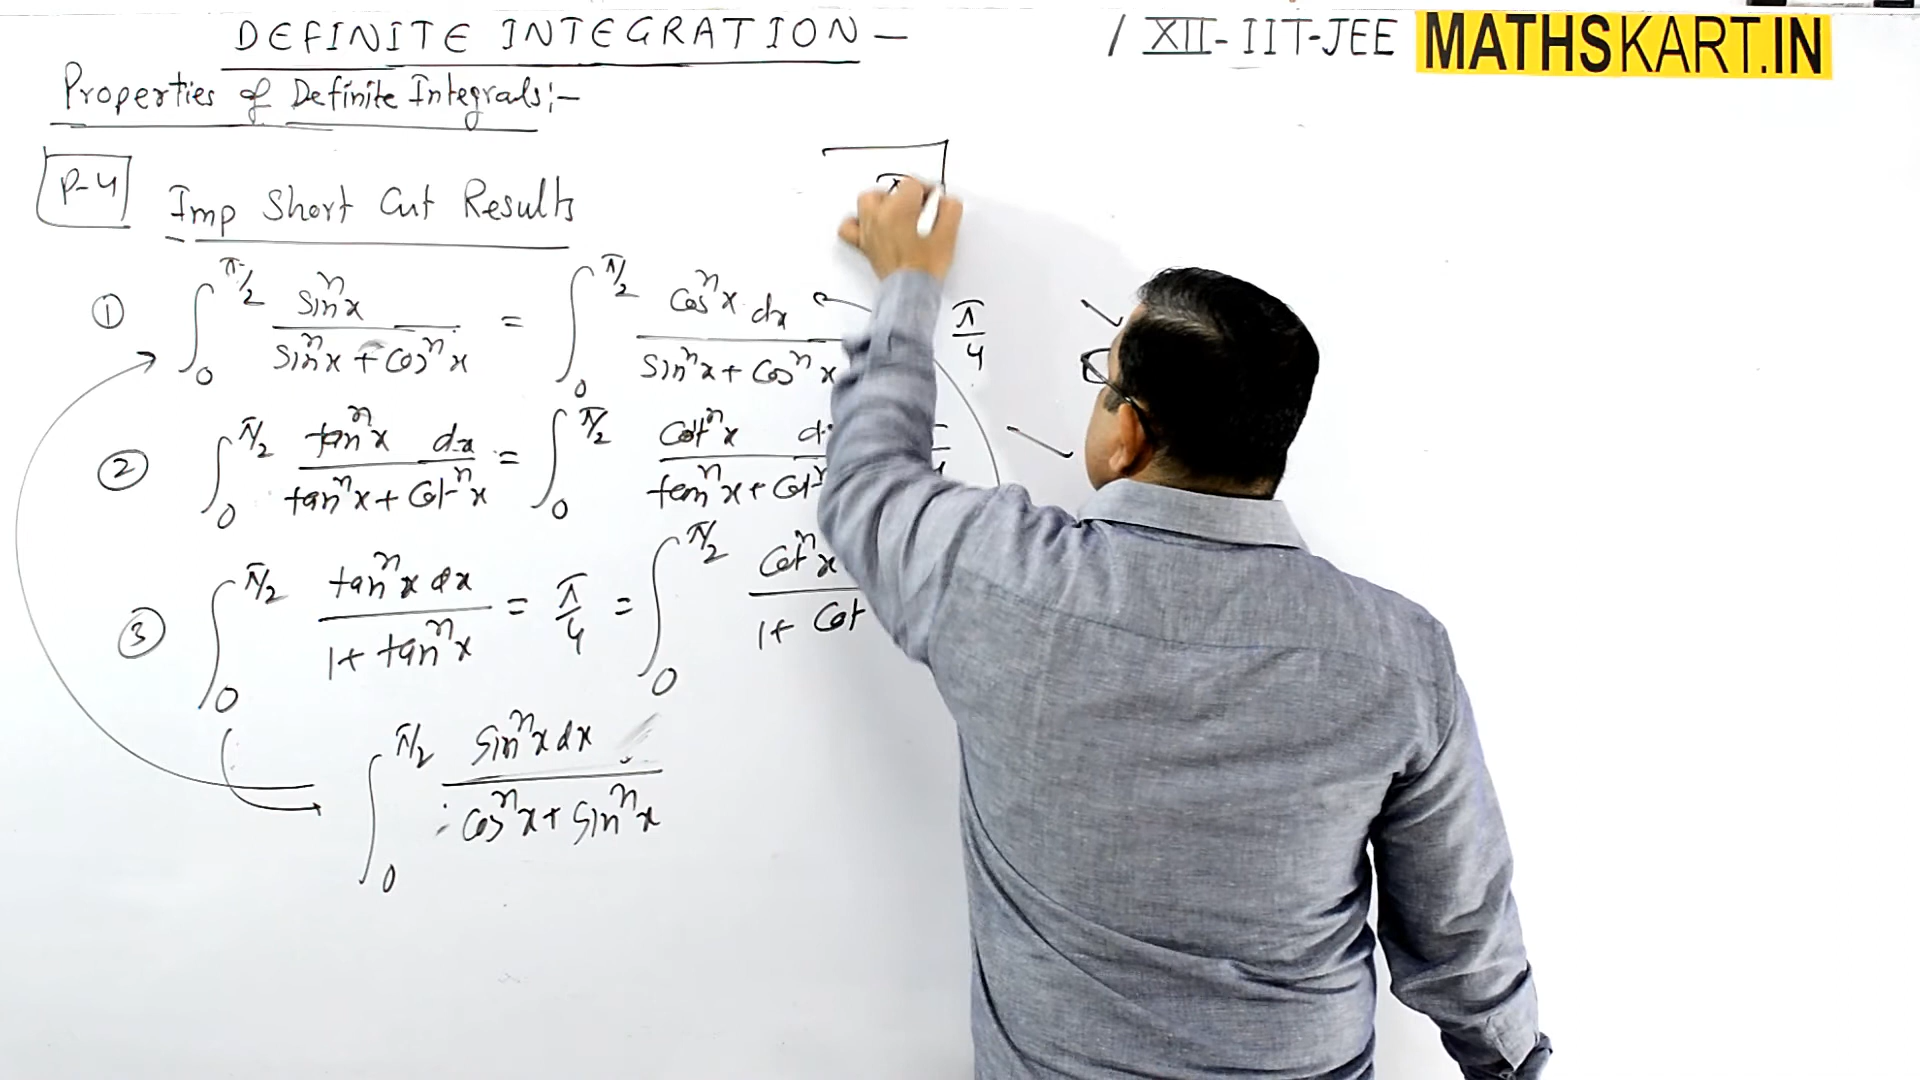 DEFINITE INTEGRATION – / XII-IIT-JEE MATHSKART.IN
Properties of Definite Integrals:–
P-4 Imp Short Cut Results
① ∫₀^{π/2} sinⁿx / (sinⁿx + cosⁿx) = ∫₀^{π/2} cosⁿx dx / (sinⁿx + cosⁿx) π/4
② ∫₀^{π/2} tanⁿx dx / (tanⁿx + cotⁿx) = ∫₀^{π/2} cotⁿx / (tanⁿx + cotⁿ
③ ∫₀^{π/2} tanⁿx dx / (1 + tanⁿx) = π/4 = ∫₀^{π/2} cotⁿx / (1 + cot
∫₀^{π/2} sinⁿx dx / (cosⁿx + sinⁿx)